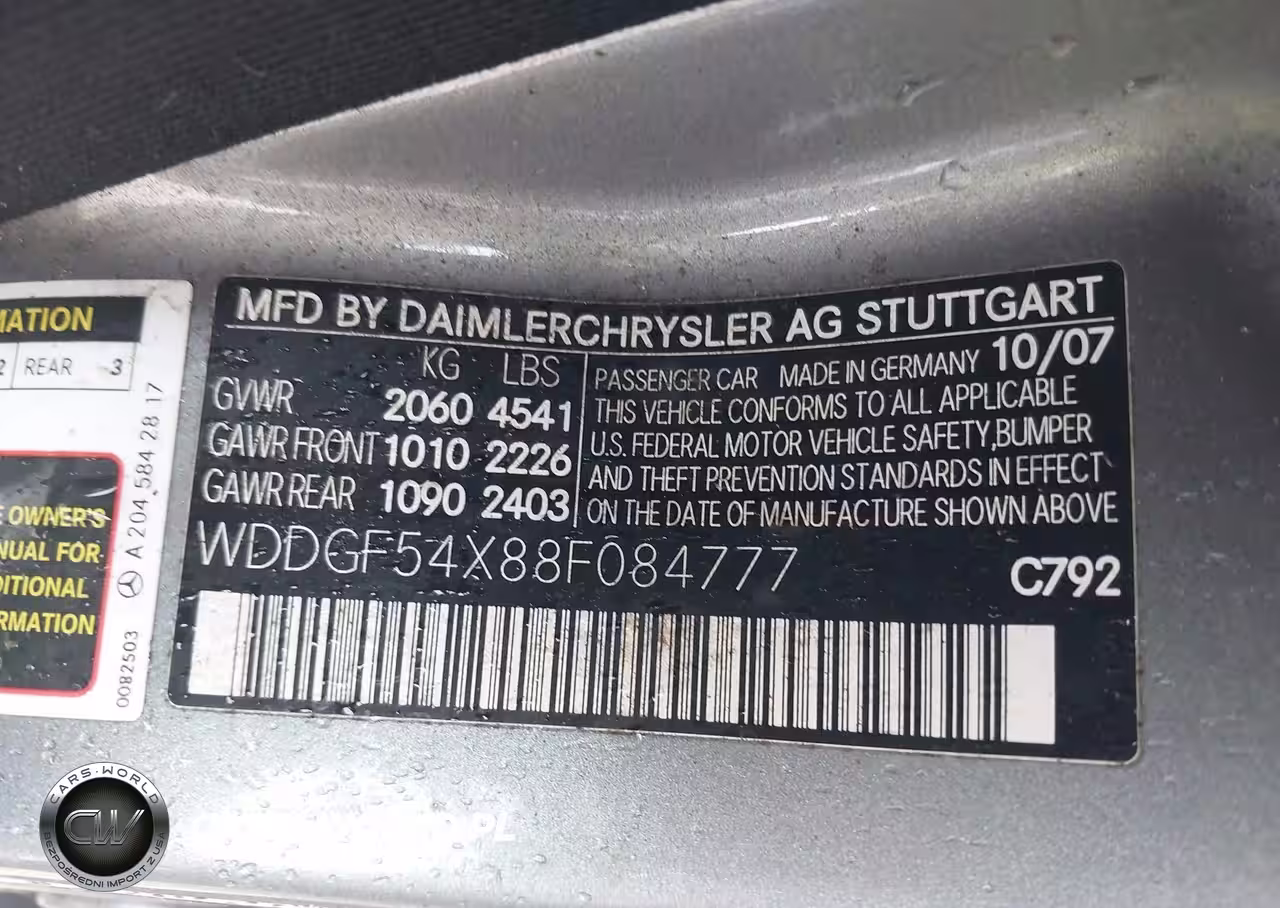 MATION
2 REAR 3
E OWNER'S
NUAL FOR
DITIONAL
RMATION
A 204 584 28 17
0082503
MFD BY DAIMLERCHRYSLER AG STUTTGART
KG LBS
GVWR 2060 4541
GAWR FRONT 1010 2226
GAWR REAR 1090 2403
PASSENGER CAR MADE IN GERMANY 10/07
THIS VEHICLE CONFORMS TO ALL APPLICABLE
U.S. FEDERAL MOTOR VEHICLE SAFETY,BUMPER
AND THEFT PREVENTION STANDARDS IN EFFECT
ON THE DATE OF MANUFACTURE SHOWN ABOVE
WDDGF54X88F084777
C792
CARS-WORLD
CW
BEZPOŚREDNI IMPORT Z USA